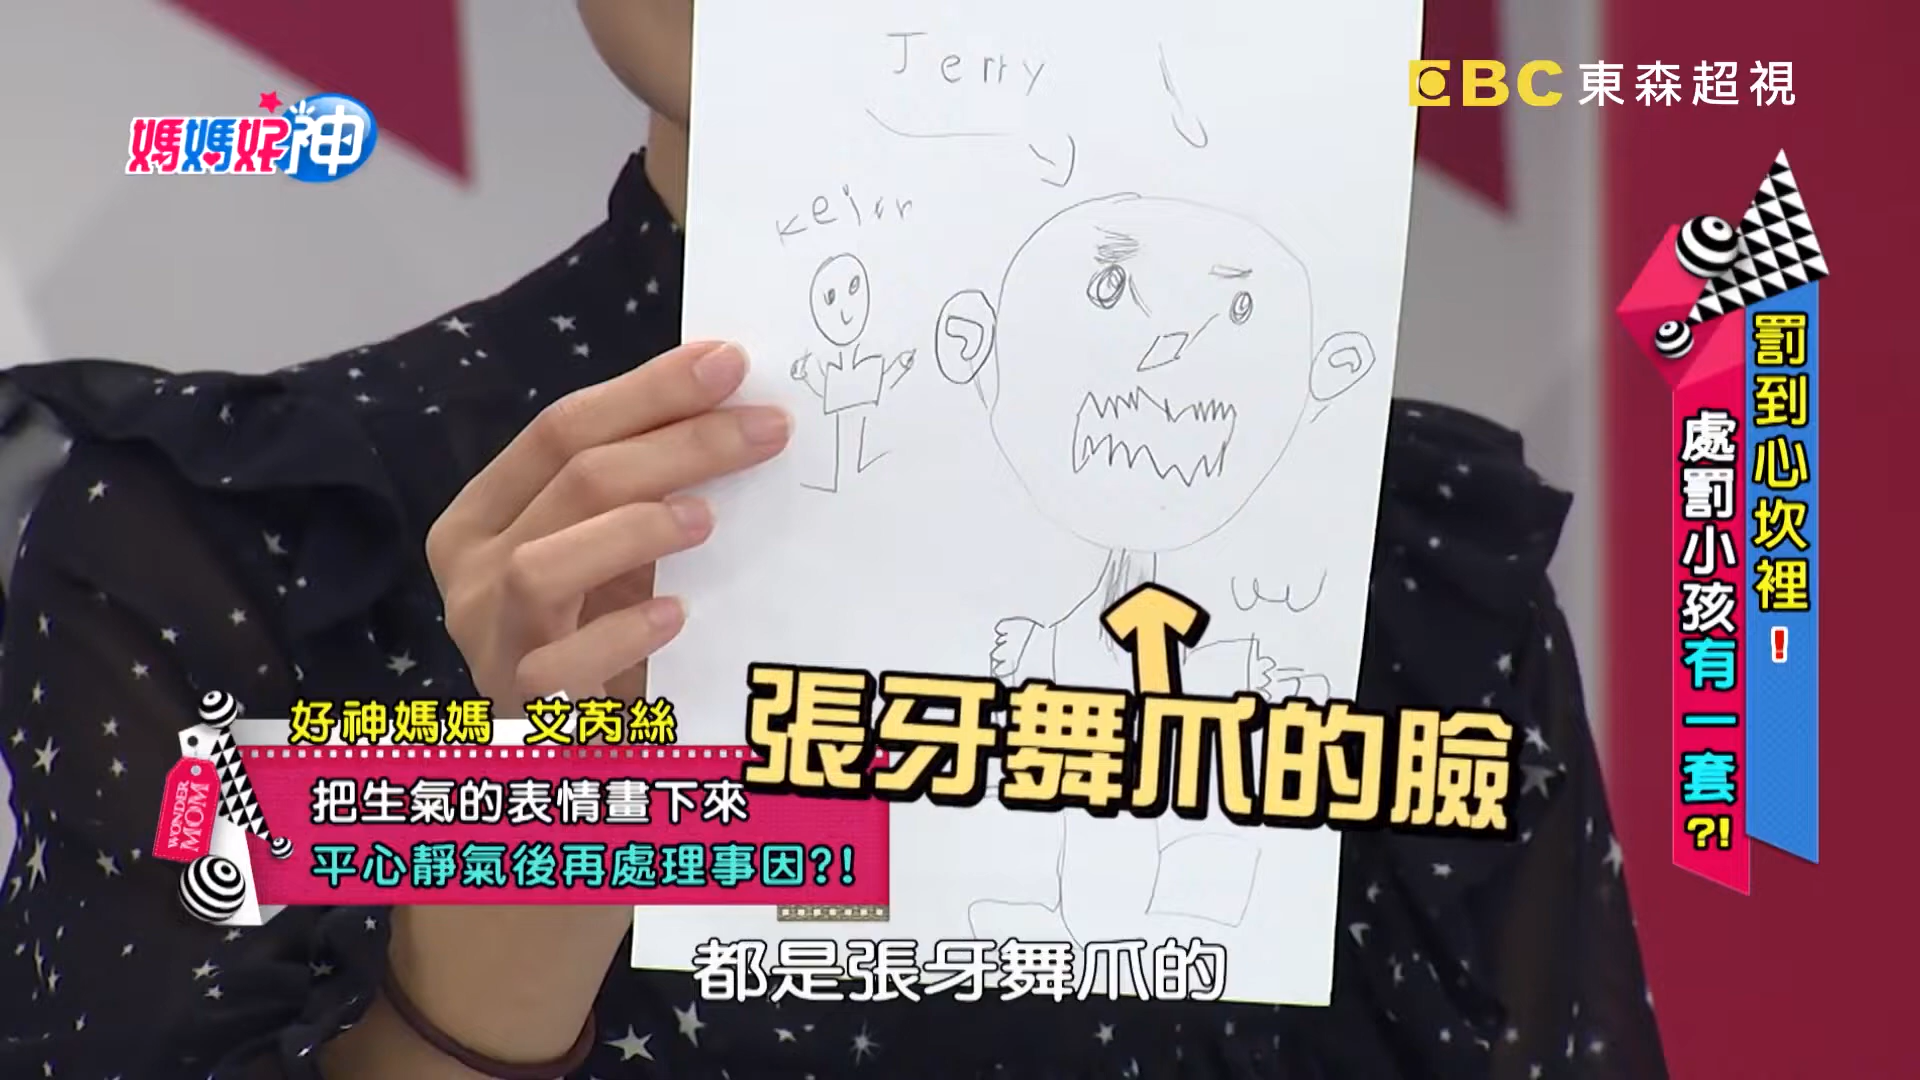 媽媽好神
EBC 東森超視
Jerry
罰到心坎裡!
處罰小孩有一套?!
好神媽媽 艾芮絲
張牙舞爪的臉
WONDER
MOM
把生氣的表情畫下來
平心靜氣後再處理事因?!
都是張牙舞爪的